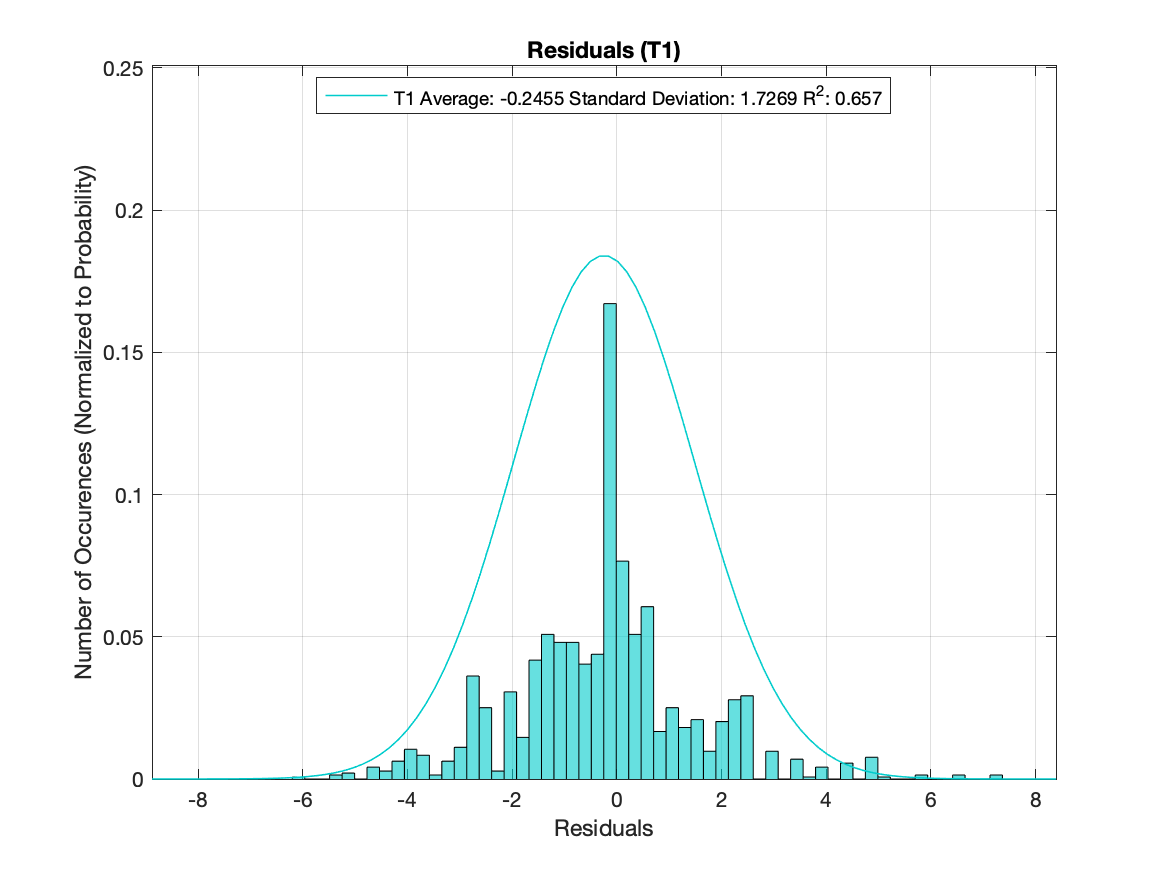 Residuals (T1)
T1 Average: -0.2455 Standard Deviation: 1.7269 R²: 0.657
Number of Occurences (Normalized to Probability)
0.25
0.2
0.15
0.1
0.05
0
-8 -6 -4 -2 0 2 4 6 8
Residuals